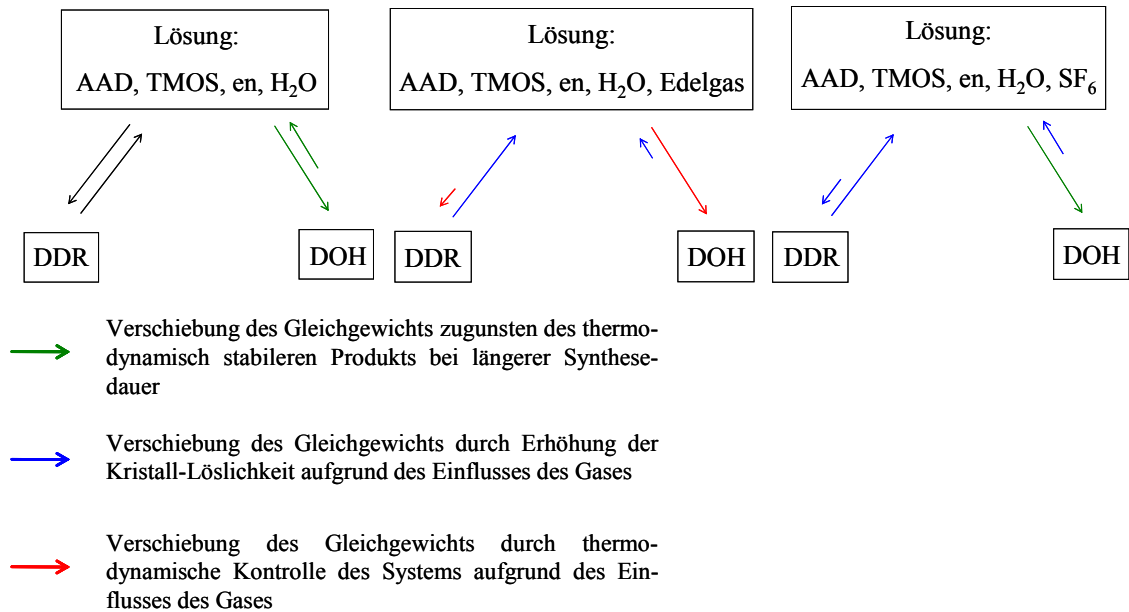 Lösung:
AAD, TMOS, en, H₂O
Lösung:
AAD, TMOS, en, H₂O, Edelgas
Lösung:
AAD, TMOS, en, H₂O, SF₆
DDR
DOH
DDR
DOH
DDR
DOH
Verschiebung des Gleichgewichts zugunsten des thermo-
dynamisch stabileren Produkts bei längerer Synthese-
dauer
Verschiebung des Gleichgewichts durch Erhöhung der
Kristall-Löslichkeit aufgrund des Einflusses des Gases
Verschiebung des Gleichgewichts durch thermo-
dynamische Kontrolle des Systems aufgrund des Ein-
flusses des Gases